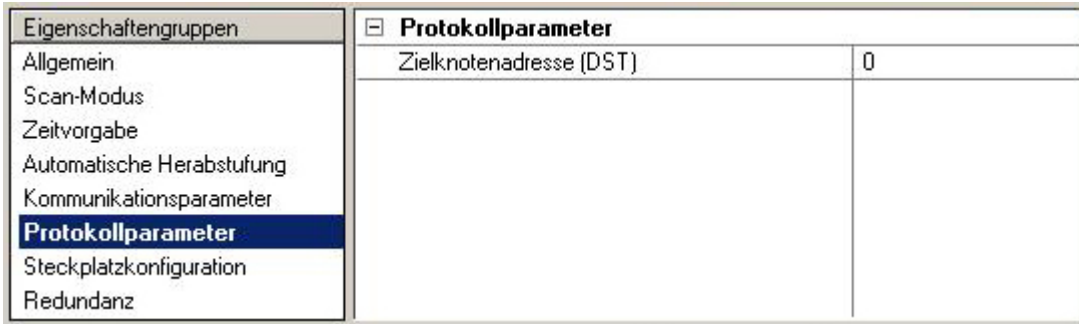 Eigenschaftengruppen
Allgemein
Scan-Modus
Zeitvorgabe
Automatische Herabstufung
Kommunikationsparameter
Protokollparameter
Steckplatzkonfiguration
Redundanz
Protokollparameter
Zielknotenadresse (DST) 0